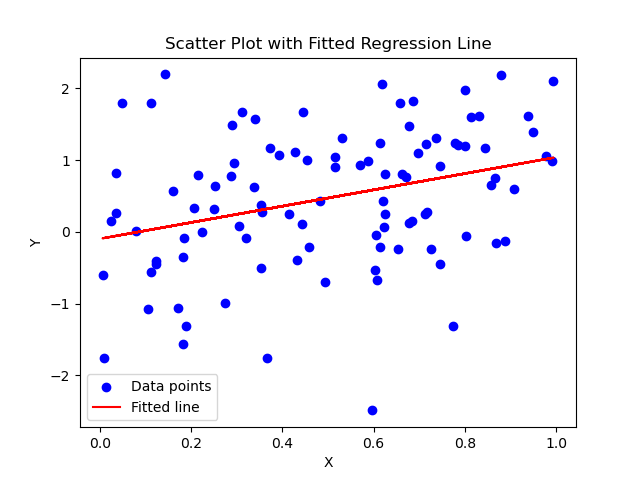 Scatter Plot with Fitted Regression Line
2
1
0
−1
−2
Y
Data points
Fitted line
0.0 0.2 0.4 0.6 0.8 1.0
X